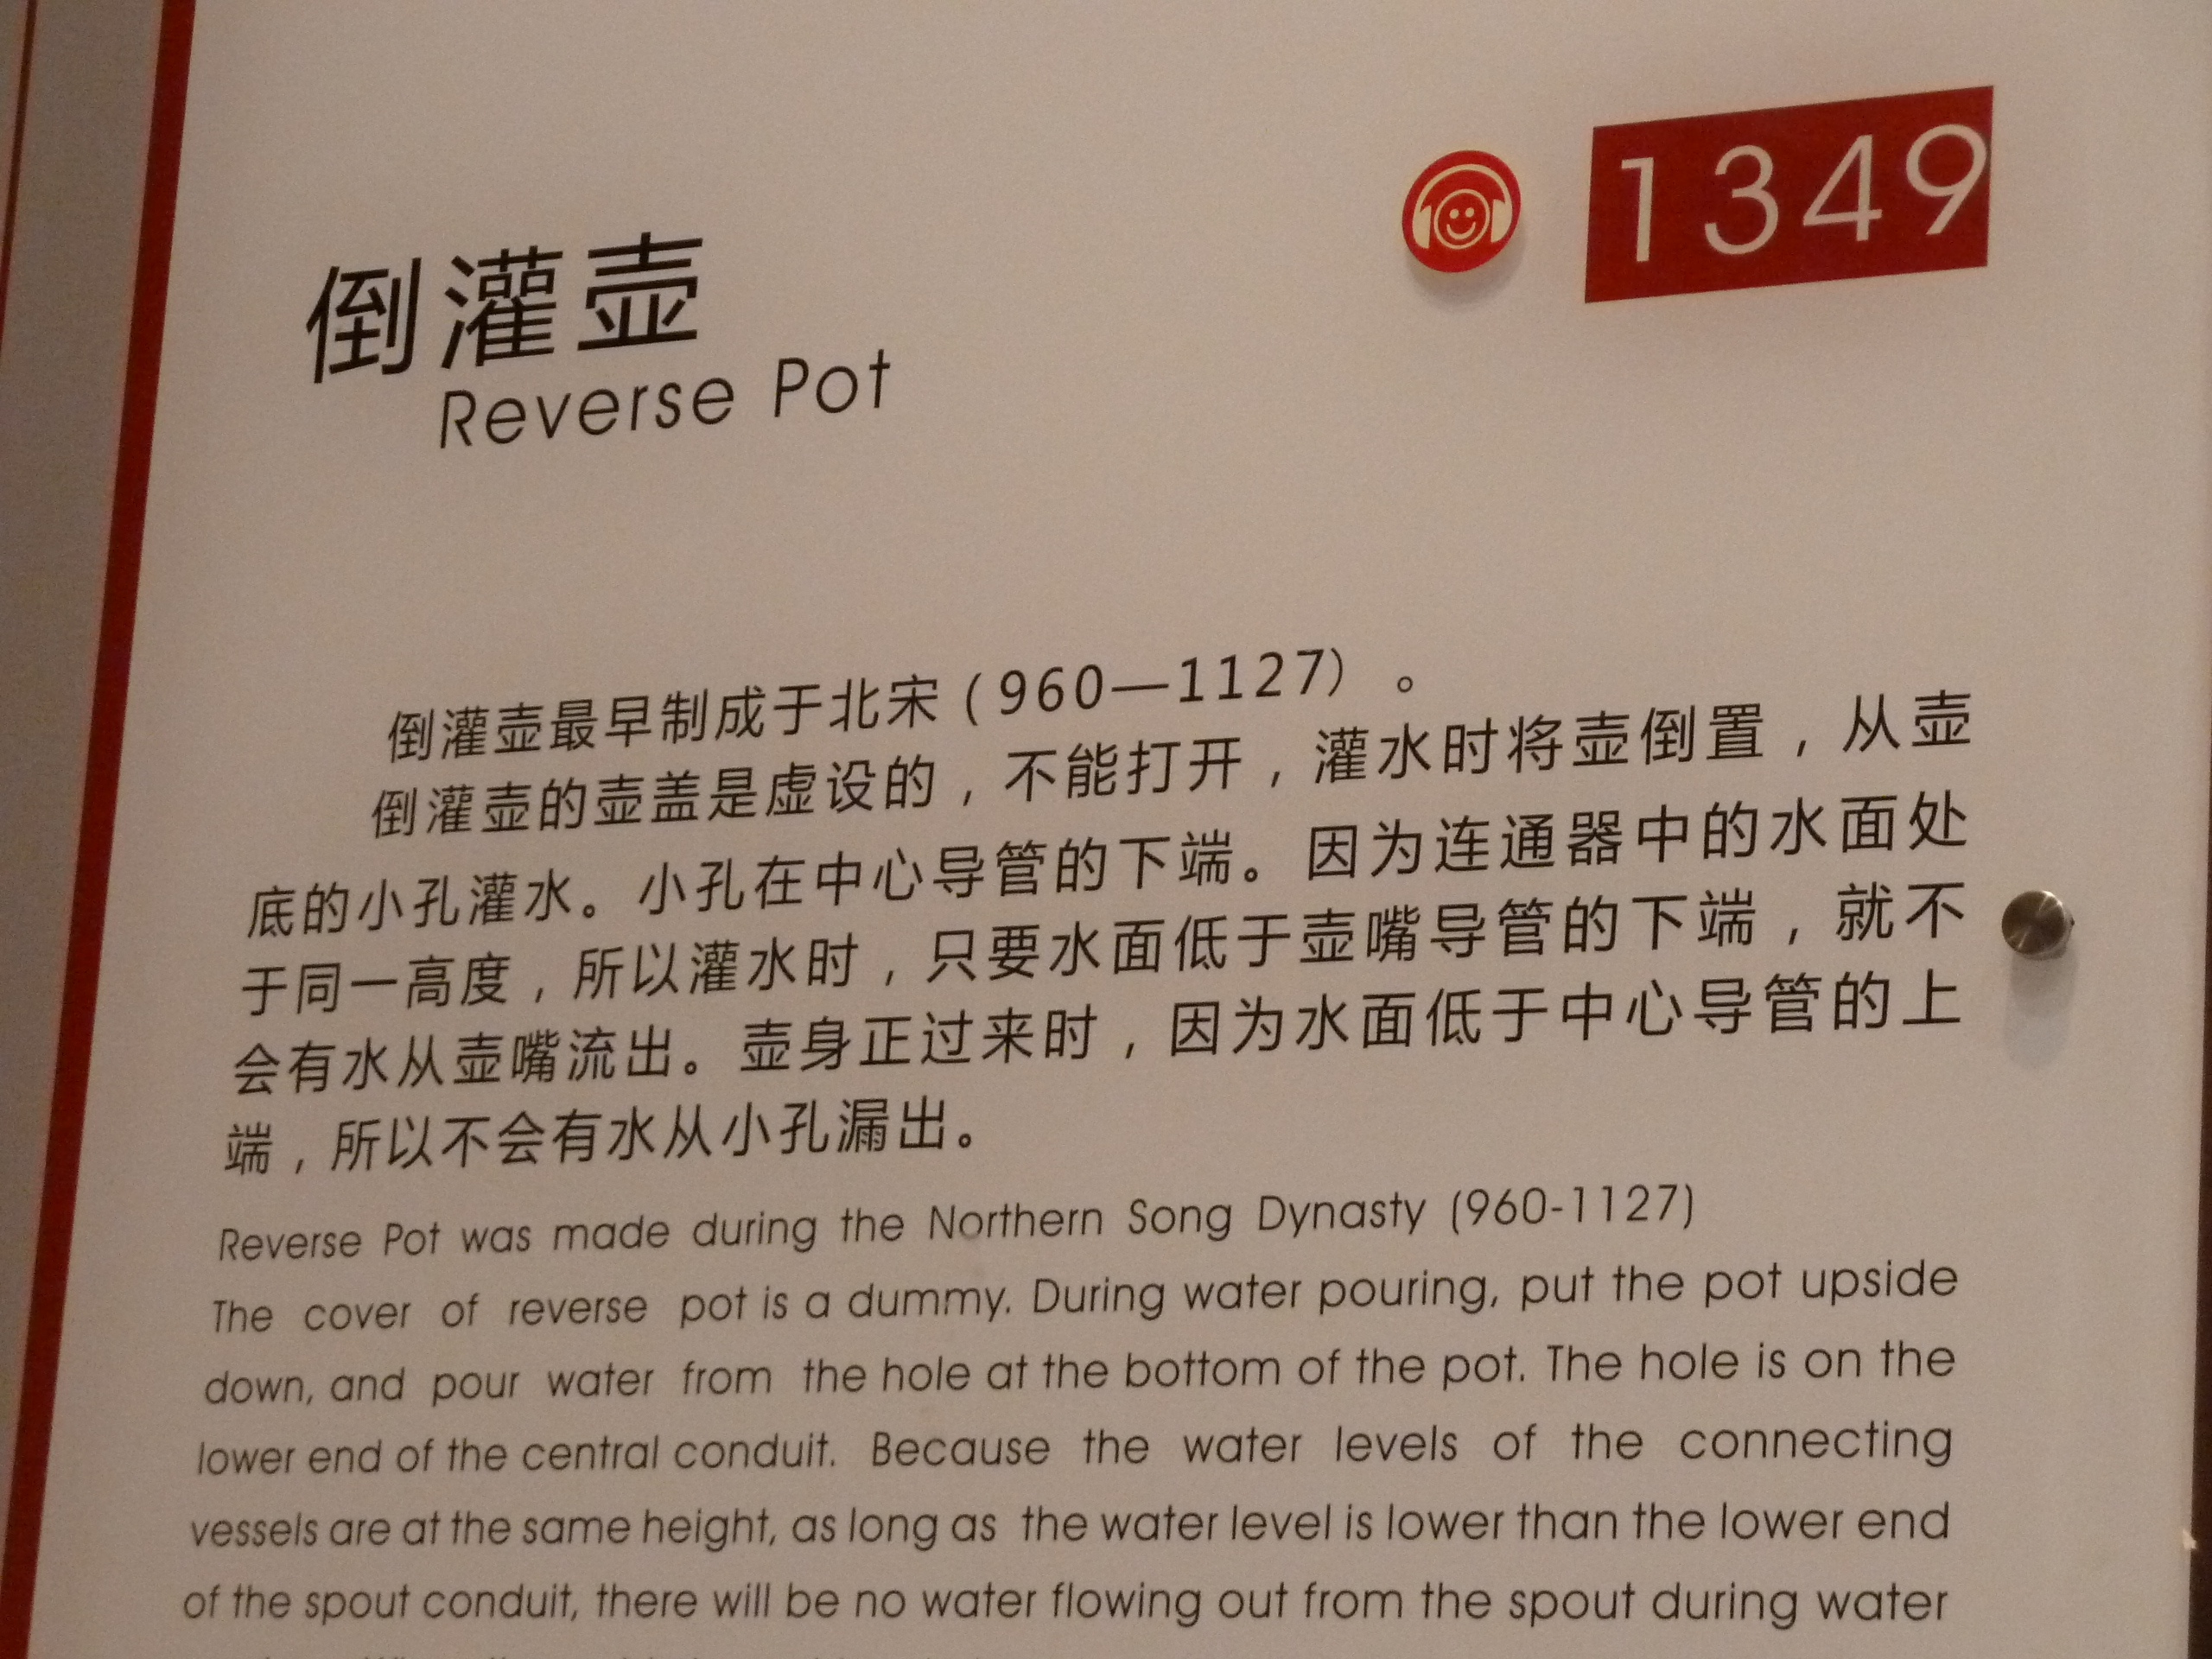 1349
倒灌壶
Reverse Pot
倒灌壶最早制成于北宋（960—1127）。
倒灌壶的壶盖是虚设的，不能打开，灌水时将壶倒置，从壶
底的小孔灌水。小孔在中心导管的下端。因为连通器中的水面处
于同一高度，所以灌水时，只要水面低于壶嘴导管的下端，就不
会有水从壶嘴流出。壶身正过来时，因为水面低于中心导管的上
端，所以不会有水从小孔漏出。
Reverse Pot was made during the Northern Song Dynasty (960-1127)
The cover of reverse pot is a dummy. During water pouring, put the pot upside
down, and pour water from the hole at the bottom of the pot. The hole is on the
lower end of the central conduit. Because the water levels of the connecting
vessels are at the same height, as long as the water level is lower than the lower end
of the spout conduit, there will be no water flowing out from the spout during water